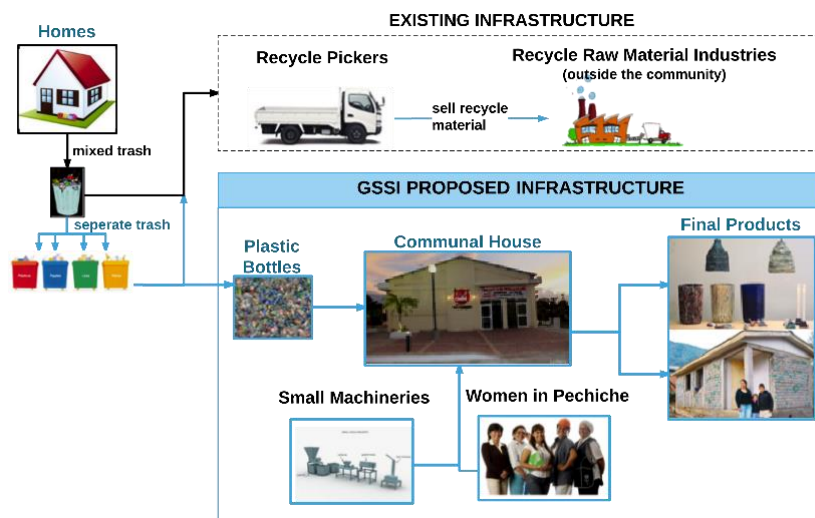 EXISTING INFRASTRUCTURE
Homes
Recycle Pickers
Recycle Raw Material Industries
(outside the community)
sell recycle
material
mixed trash
GSSI PROPOSED INFRASTRUCTURE
seperate trash
Plastic
Bottles
Communal House
Final Products
Small Machineries
Women in Pechiche